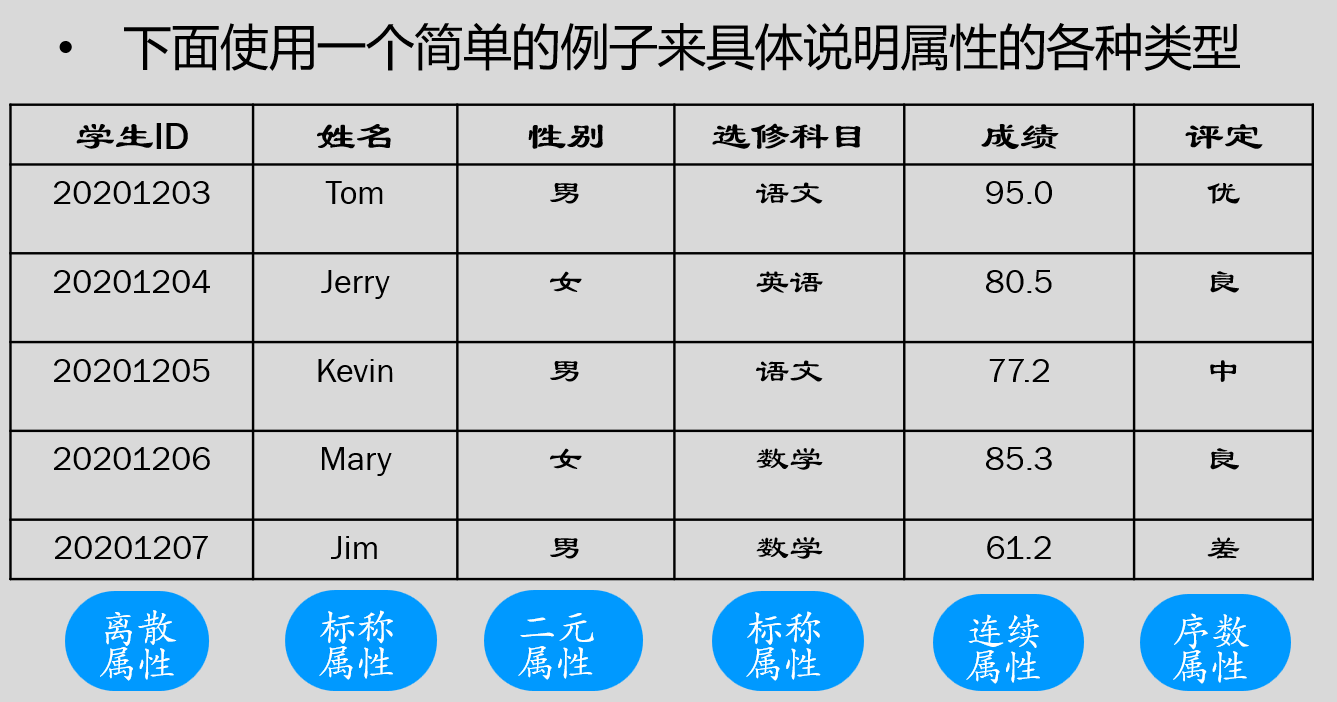 • 下面使用一个简单的例子来具体说明属性的各种类型
学生ID 姓名 性别 选修科目 成绩 评定
20201203 Tom 男 语文 95.0 优
20201204 Jerry 女 英语 80.5 良
20201205 Kevin 男 语文 77.2 中
20201206 Mary 女 数学 85.3 良
20201207 Jim 男 数学 61.2 差
离散 标称 二元 标称 连续 序数
属性 属性 属性 属性 属性 属性